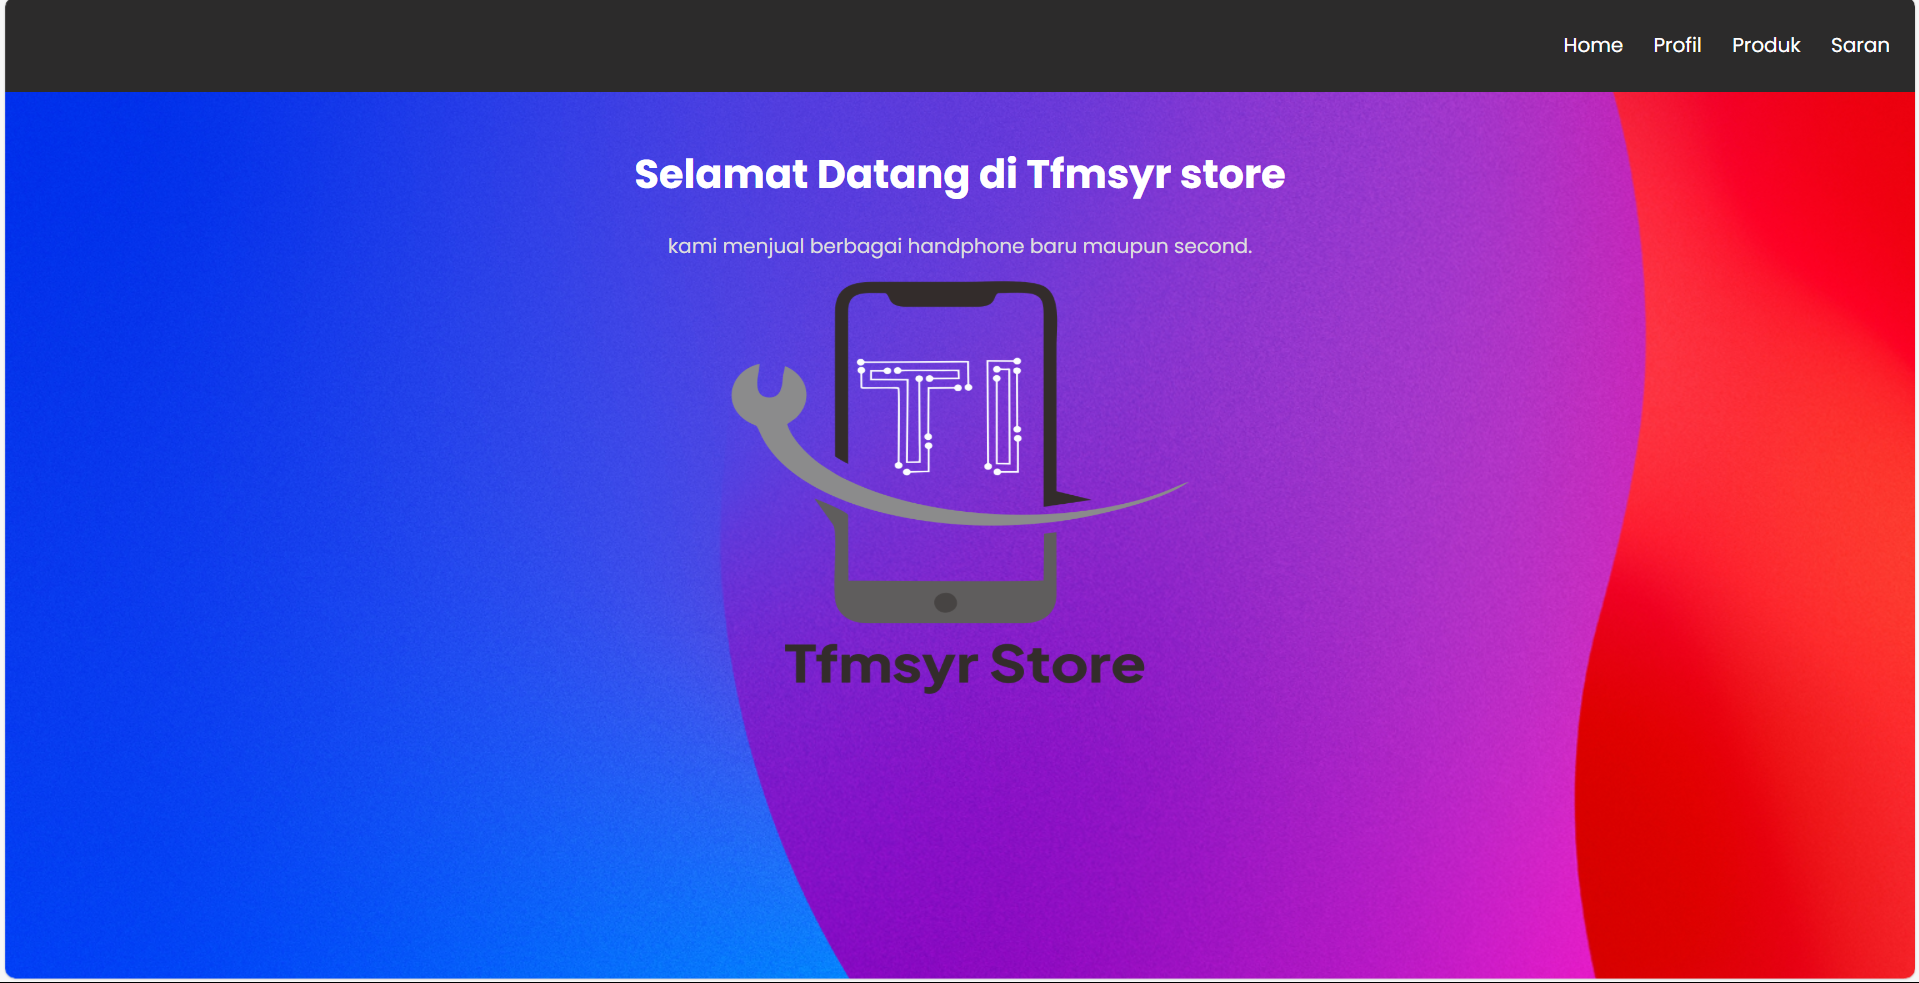 Home Profil Produk Saran
Selamat Datang di Tfmsyr store
kami menjual berbagai handphone baru maupun second.
TI
Tfmsyr Store